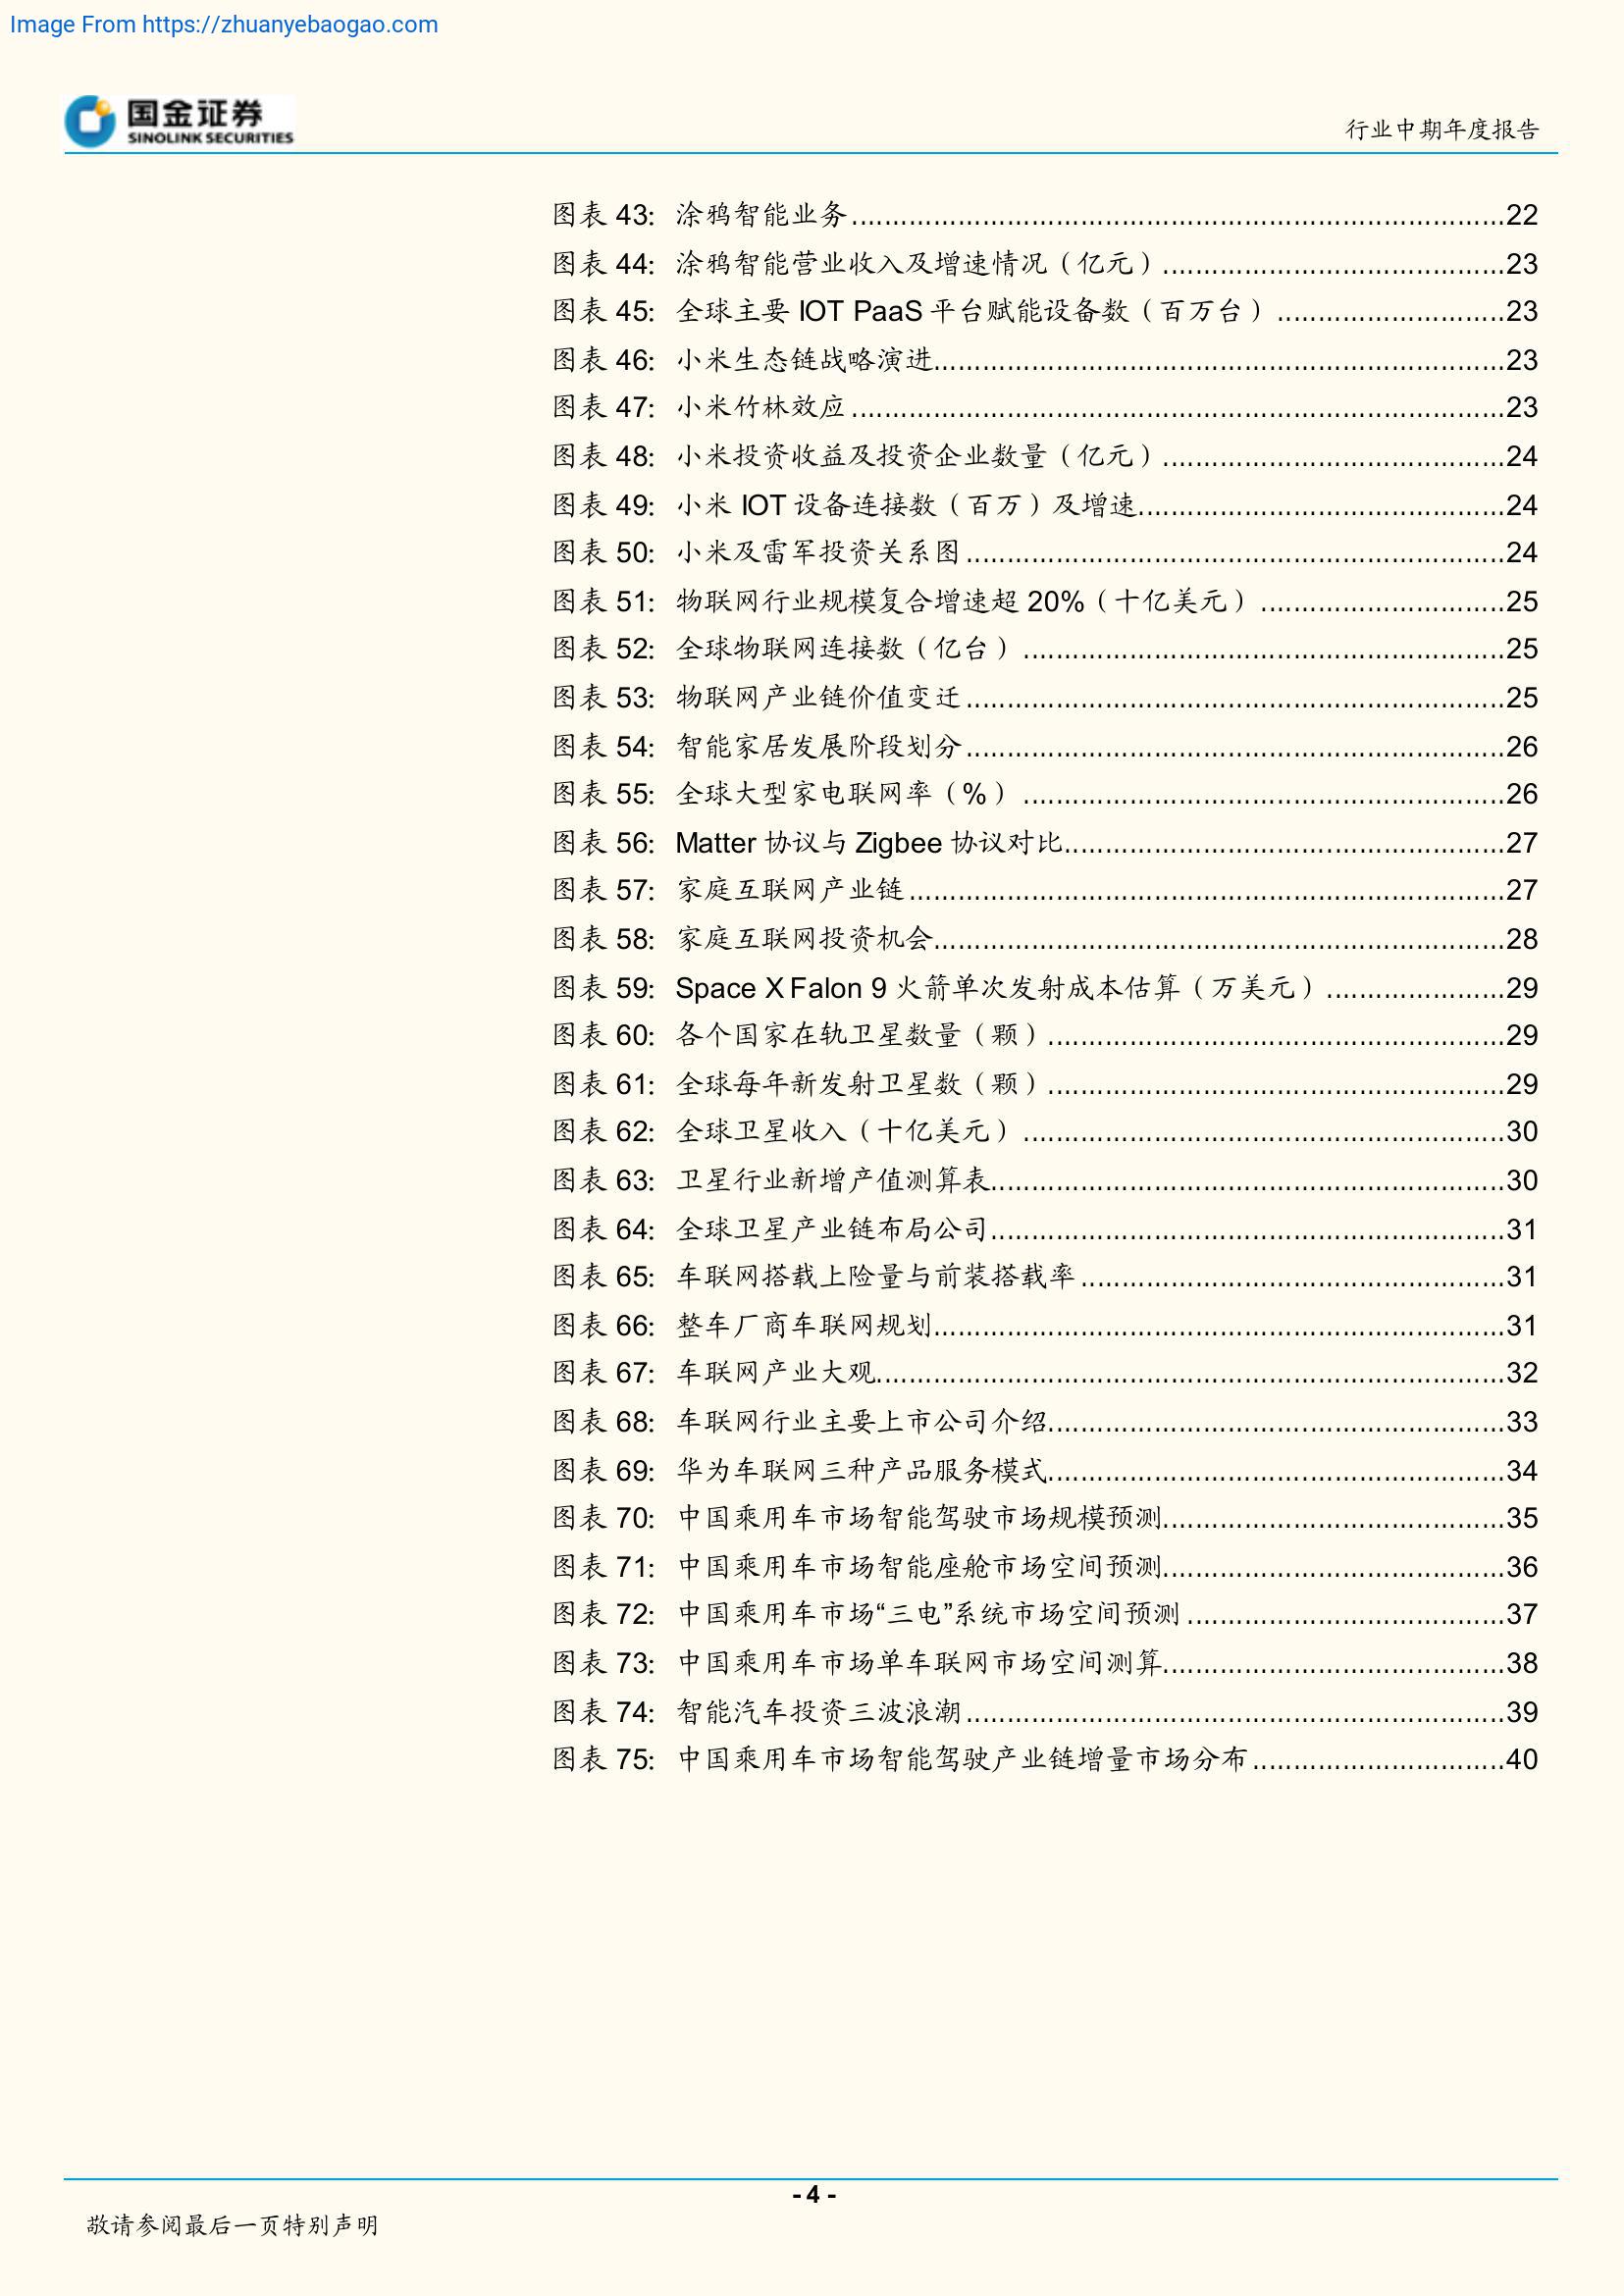 Image From https://zhuanyebaogao.com
国金证券
SINOLINK SECURITIES
行业中期年度报告
图表 43: 涂鸦智能业务................................................................................22
图表 44: 涂鸦智能营业收入及增速情况（亿元）..........................................23
图表 45: 全球主要 IOT PaaS 平台赋能设备数（百万台）............................23
图表 46: 小米生态链战略演进......................................................................23
图表 47: 小米竹林效应................................................................................23
图表 48: 小米投资收益及投资企业数量（亿元）..........................................24
图表 49: 小米 IOT 设备连接数（百万）及增速.............................................24
图表 50: 小米及雷军投资关系图..................................................................24
图表 51: 物联网行业规模复合增速超 20%（十亿美元）..............................25
图表 52: 全球物联网连接数（亿台）...........................................................25
图表 53: 物联网产业链价值变迁..................................................................25
图表 54: 智能家居发展阶段划分..................................................................26
图表 55: 全球大型家电联网率（%）...........................................................26
图表 56: Matter 协议与 Zigbee 协议对比......................................................27
图表 57: 家庭互联网产业链.........................................................................27
图表 58: 家庭互联网投资机会......................................................................28
图表 59: Space X Falon 9 火箭单次发射成本估算（万美元）......................29
图表 60: 各个国家在轨卫星数量（颗）........................................................29
图表 61: 全球每年新发射卫星数（颗）........................................................29
图表 62: 全球卫星收入（十亿美元）...........................................................30
图表 63: 卫星行业新增产值测算表...............................................................30
图表 64: 全球卫星产业链布局公司...............................................................31
图表 65: 车联网搭载上险量与前装搭载率....................................................31
图表 66: 整车厂商车联网规划......................................................................31
图表 67: 车联网产业大观.............................................................................32
图表 68: 车联网行业主要上市公司介绍........................................................33
图表 69: 华为车联网三种产品服务模式........................................................34
图表 70: 中国乘用车市场智能驾驶市场规模预测..........................................35
图表 71: 中国乘用车市场智能座舱市场空间预测..........................................36
图表 72: 中国乘用车市场“三电”系统市场空间预测.......................................37
图表 73: 中国乘用车市场单车联网市场空间测算..........................................38
图表 74: 智能汽车投资三波浪潮..................................................................39
图表 75: 中国乘用车市场智能驾驶产业链增量市场分布...............................40
- 4 -
敬请参阅最后一页特别声明